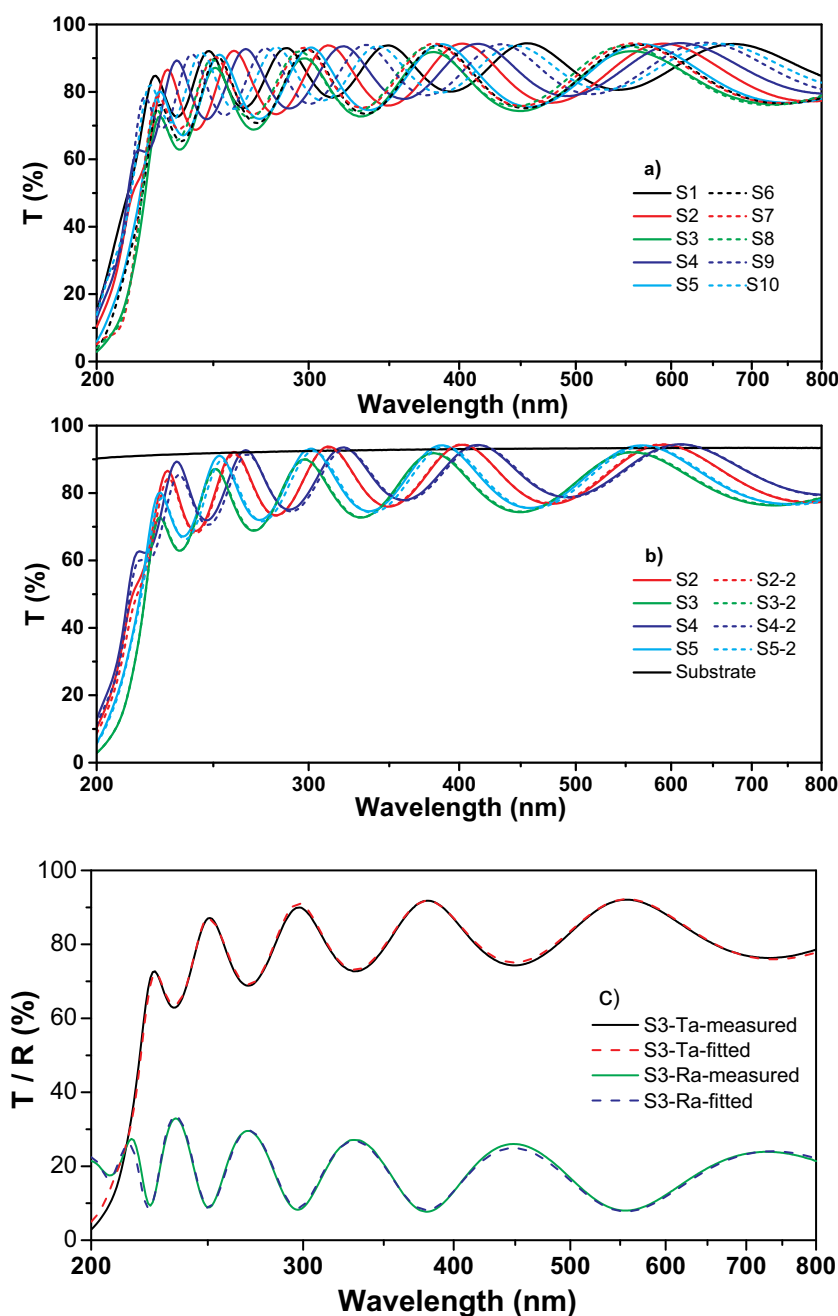 100
80
60
40
20
0
T (%)
a)
S1 S6
S2 S7
S3 S8
S4 S9
S5 S10
200 300 400 500 600 700 800
Wavelength (nm)
100
80
60
40
20
0
T (%)
b)
S2 S2-2
S3 S3-2
S4 S4-2
S5 S5-2
Substrate
200 300 400 500 600 700 800
Wavelength (nm)
100
80
60
40
20
0
T / R (%)
c)
S3-Ta-measured
S3-Ta-fitted
S3-Ra-measured
S3-Ra-fitted
200 300 400 500 600 700 800
Wavelength (nm)